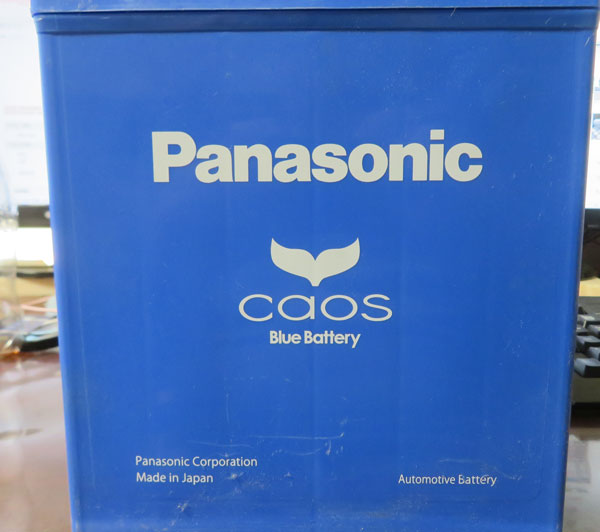 Panasonic
caos
Blue Battery
Panasonic Corporation
Made in Japan
Automotive Battery